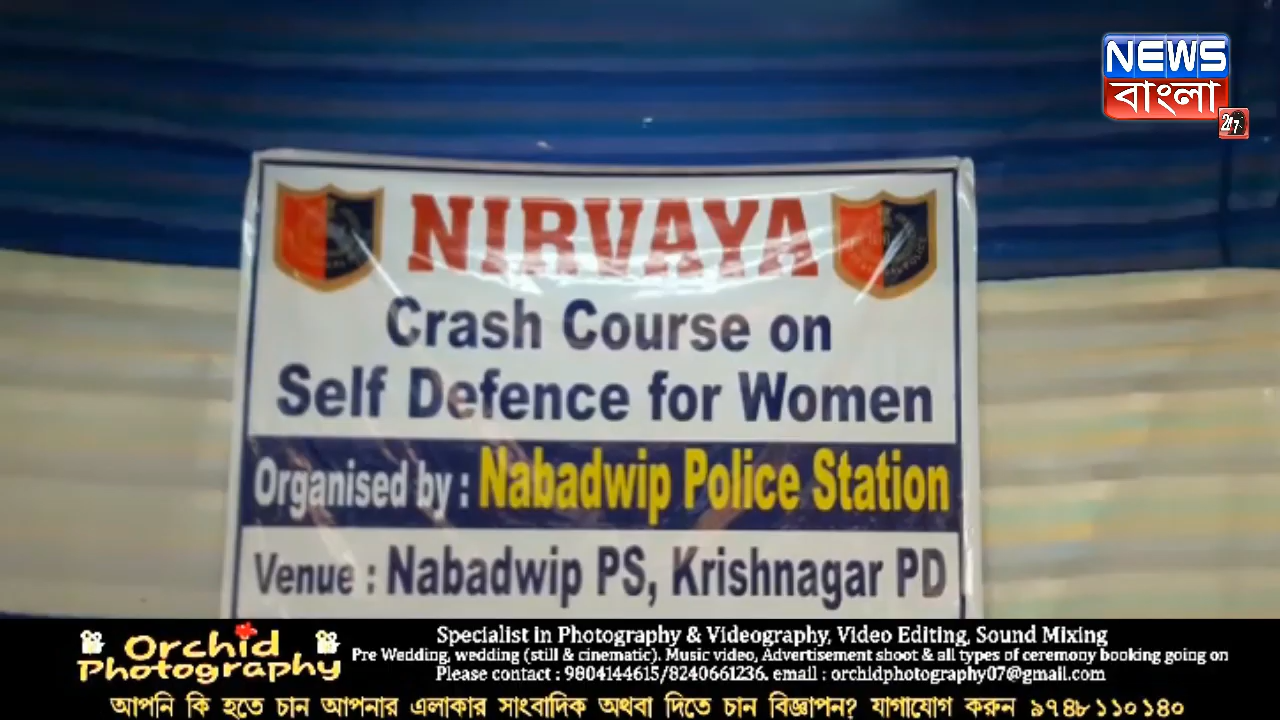 NEWS
বাংলা
24
7
NIRVAYA
Crash Course on
Self Defence for Women
Organised by : Nabadwip Police Station
Venue : Nabadwip PS, Krishnagar PD
Orchid
Photography
Specialist in Photography & Videography, Video Editing, Sound Mixing
Pre Wedding, wedding (still & cinematic). Music video, Advertisement shoot & all types of ceremony booking going on
Please contact : 9804144615/8240661236. email : orchidphotography07@gmail.com
আপনি কি হতে চান আপনার এলাকার সাংবাদিক অথবা দিতে চান বিজ্ঞাপন? যাগাযোগ করুন ৯৭৪৮১১০১৪০